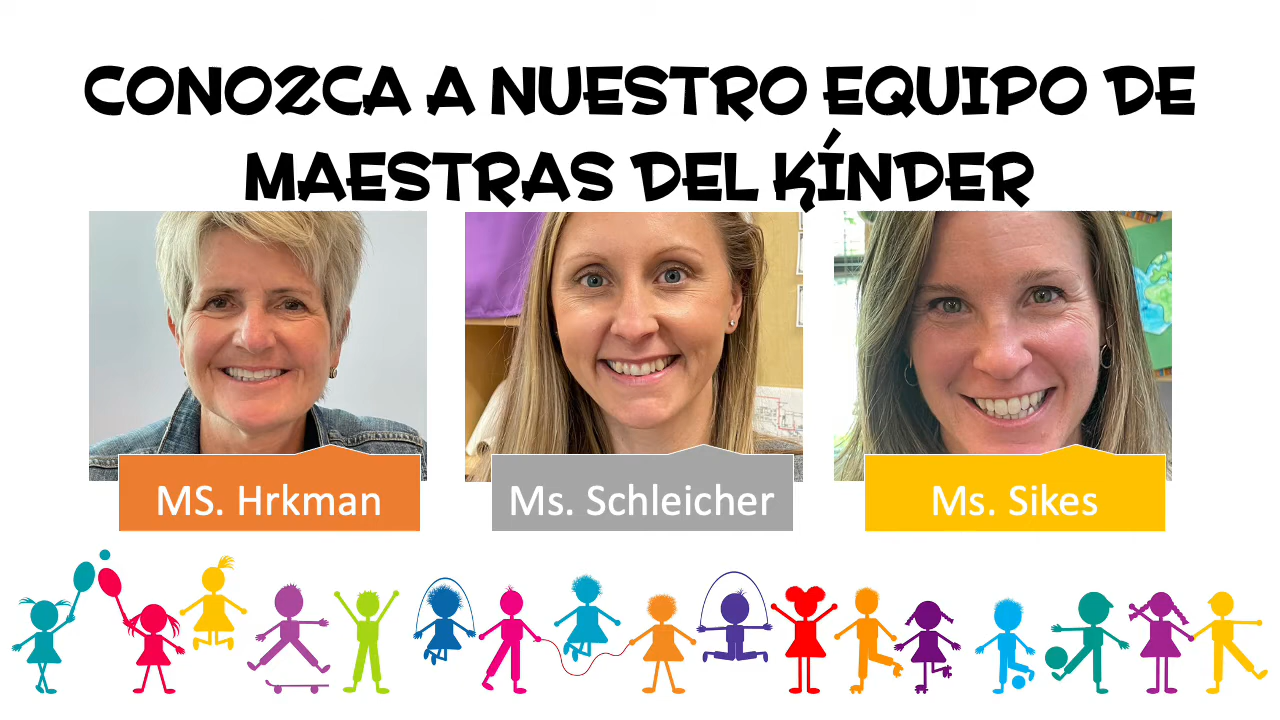 CONOZCA A NUESTRO EQUIPO DE
MAESTRAS DEL KÍNDER
MS. Hrkman
Ms. Schleicher
Ms. Sikes